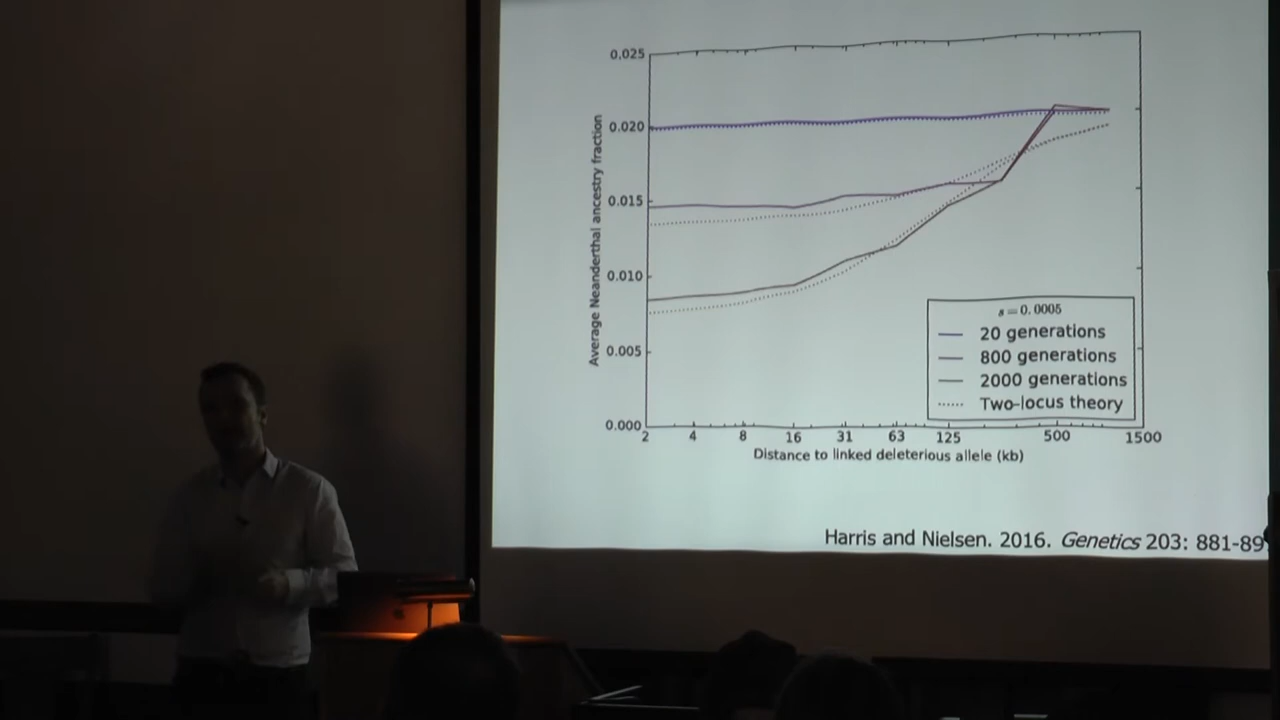 0.025
0.020
0.015
0.010
0.005
0.000
Average Neanderthal ancestry fraction
2 4 8 16 31 63 125 500 1500
Distance to linked deleterious allele (kb)
s = 0.0005
20 generations
800 generations
2000 generations
Two-locus theory
Harris and Nielsen. 2016. Genetics 203: 881-89